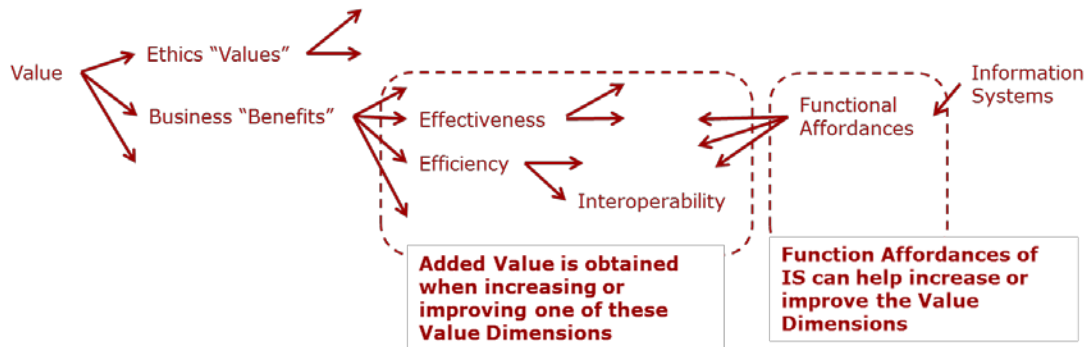 Value
Ethics “Values”
Business “Benefits”
Effectiveness
Efficiency
Interoperability
Functional
Affordances
Information
Systems
Added Value is obtained
when increasing or
improving one of these
Value Dimensions
Function Affordances of
IS can help increase or
improve the Value
Dimensions